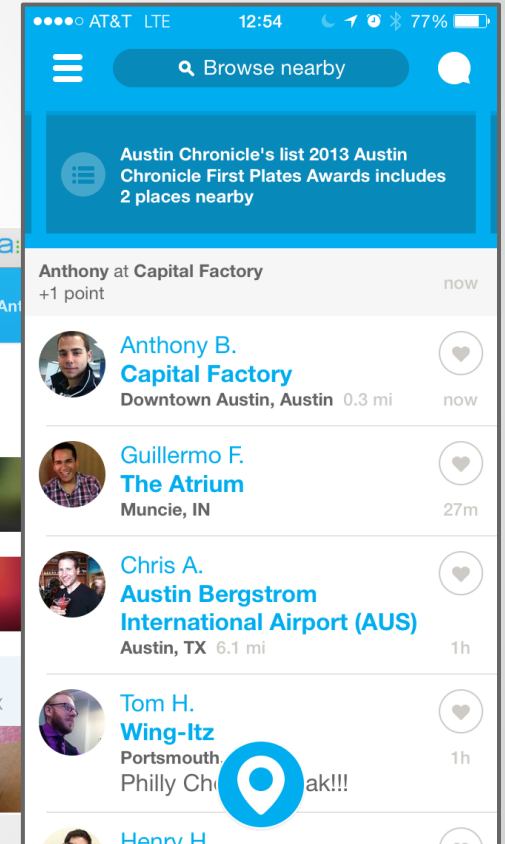 AT&T LTE 12:54 77%
Browse nearby
Austin Chronicle's list 2013 Austin
Chronicle First Plates Awards includes
2 places nearby
Anthony at Capital Factory
+1 point
now
Anthony B.
Capital Factory
Downtown Austin, Austin 0.3 mi now
Guillermo F.
The Atrium
Muncie, IN 27m
Chris A.
Austin Bergstrom
International Airport (AUS)
Austin, TX 6.1 mi 1h
Tom H.
Wing-Itz
Portsmouth 1h
Philly
Henry H.